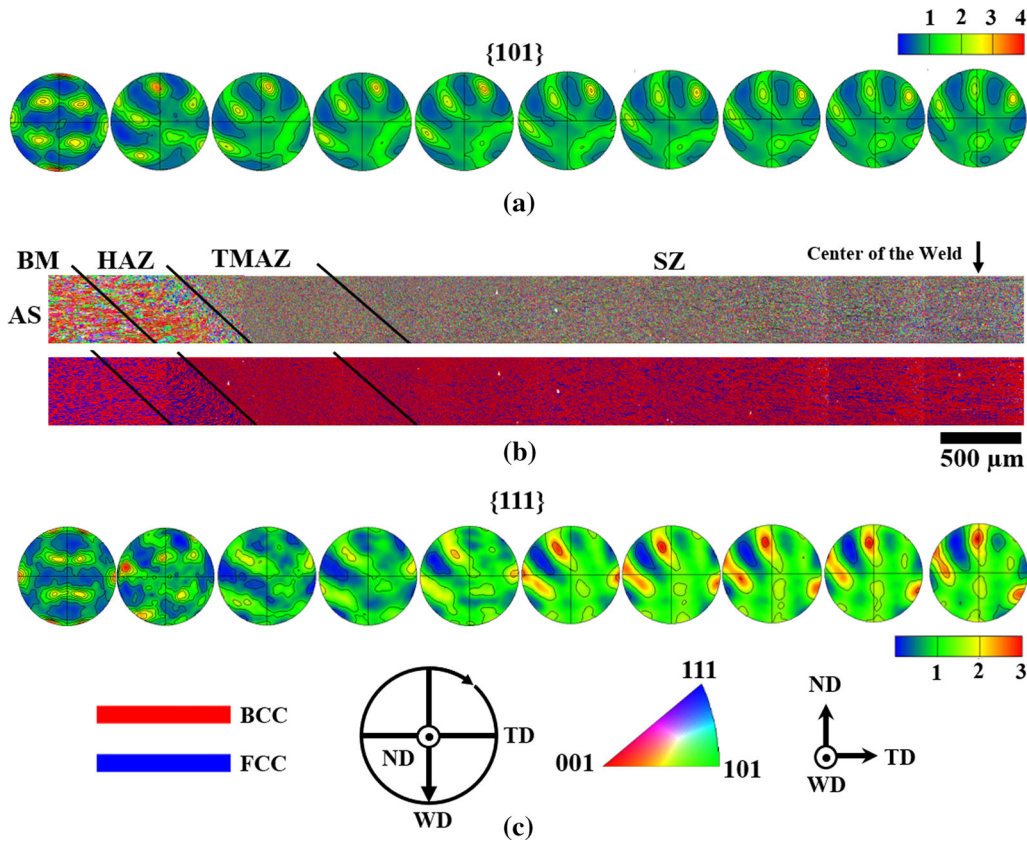 1 2 3 4
{101}
(a)
BM HAZ TMAZ SZ Center of the Weld
AS
(b)
500 µm
{111}
1 2 3
BCC
FCC
ND TD
WD
111
001 101
ND
TD
WD
(c)